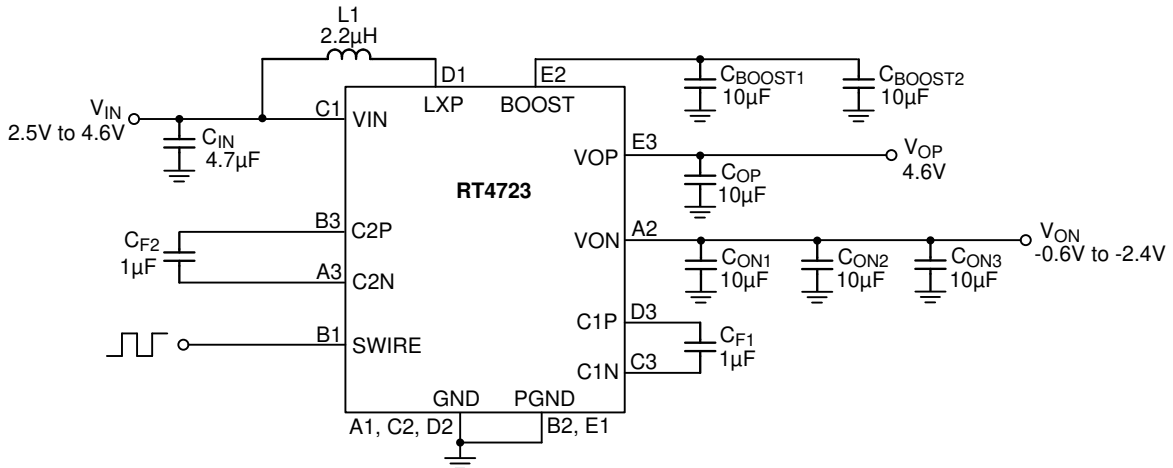 L1
2.2µH
D1
E2
CBOOST1
10µF
CBOOST2
10µF
LXP
BOOST
VIN
2.5V to 4.6V
C1
VIN
CIN
4.7µF
E3
VOP
VOP
4.6V
COP
10µF
RT4723
B3
C2P
CF2
1µF
A3
C2N
A2
VON
VON
-0.6V to -2.4V
CON1
10µF
CON2
10µF
CON3
10µF
D3
C1P
CF1
1µF
C3
C1N
B1
SWIRE
GND
PGND
A1, C2, D2
B2, E1